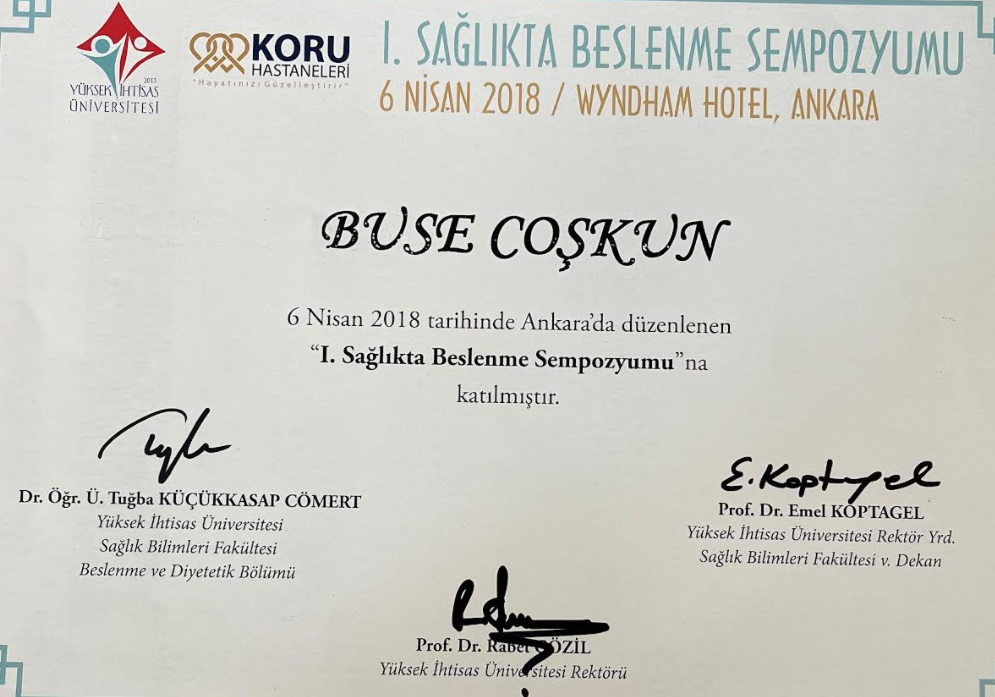 2013
YÜKSEK İHTİSAS
ÜNİVERSİTESİ
KORU
HASTANELERİ
"Hayatınızı Güzelleştirir"
I. SAĞLIKTA BESLENME SEMPOZYUMU
6 NİSAN 2018 / WYNDHAM HOTEL, ANKARA
BUSE COŞKUN
6 Nisan 2018 tarihinde Ankara’da düzenlenen
“I. Sağlıkta Beslenme Sempozyumu”na
katılmıştır.
Dr. Öğr. Ü. Tuğba KÜÇÜKKASAP CÖMERT
Yüksek İhtisas Üniversitesi
Sağlık Bilimleri Fakültesi
Beslenme ve Diyetetik Bölümü
E. Koptagel
Prof. Dr. Emel KOPTAGEL
Yüksek İhtisas Üniversitesi Rektör Yrd.
Sağlık Bilimleri Fakültesi v. Dekan
Prof. Dr. Rabet GÖZİL
Yüksek İhtisas Üniversitesi Rektörü